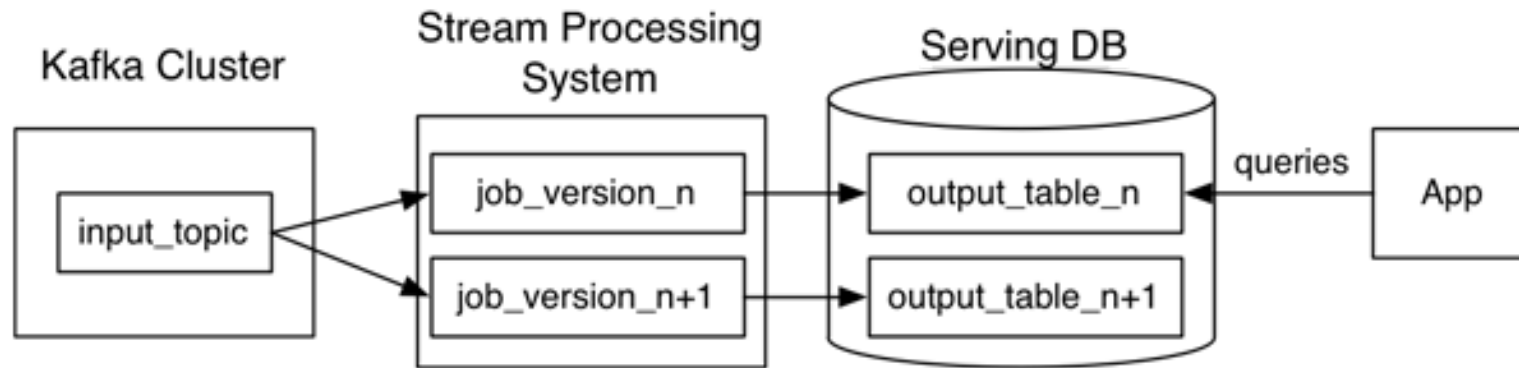 Kafka Cluster
Stream Processing
System
Serving DB
input_topic
job_version_n
job_version_n+1
output_table_n
output_table_n+1
queries
App